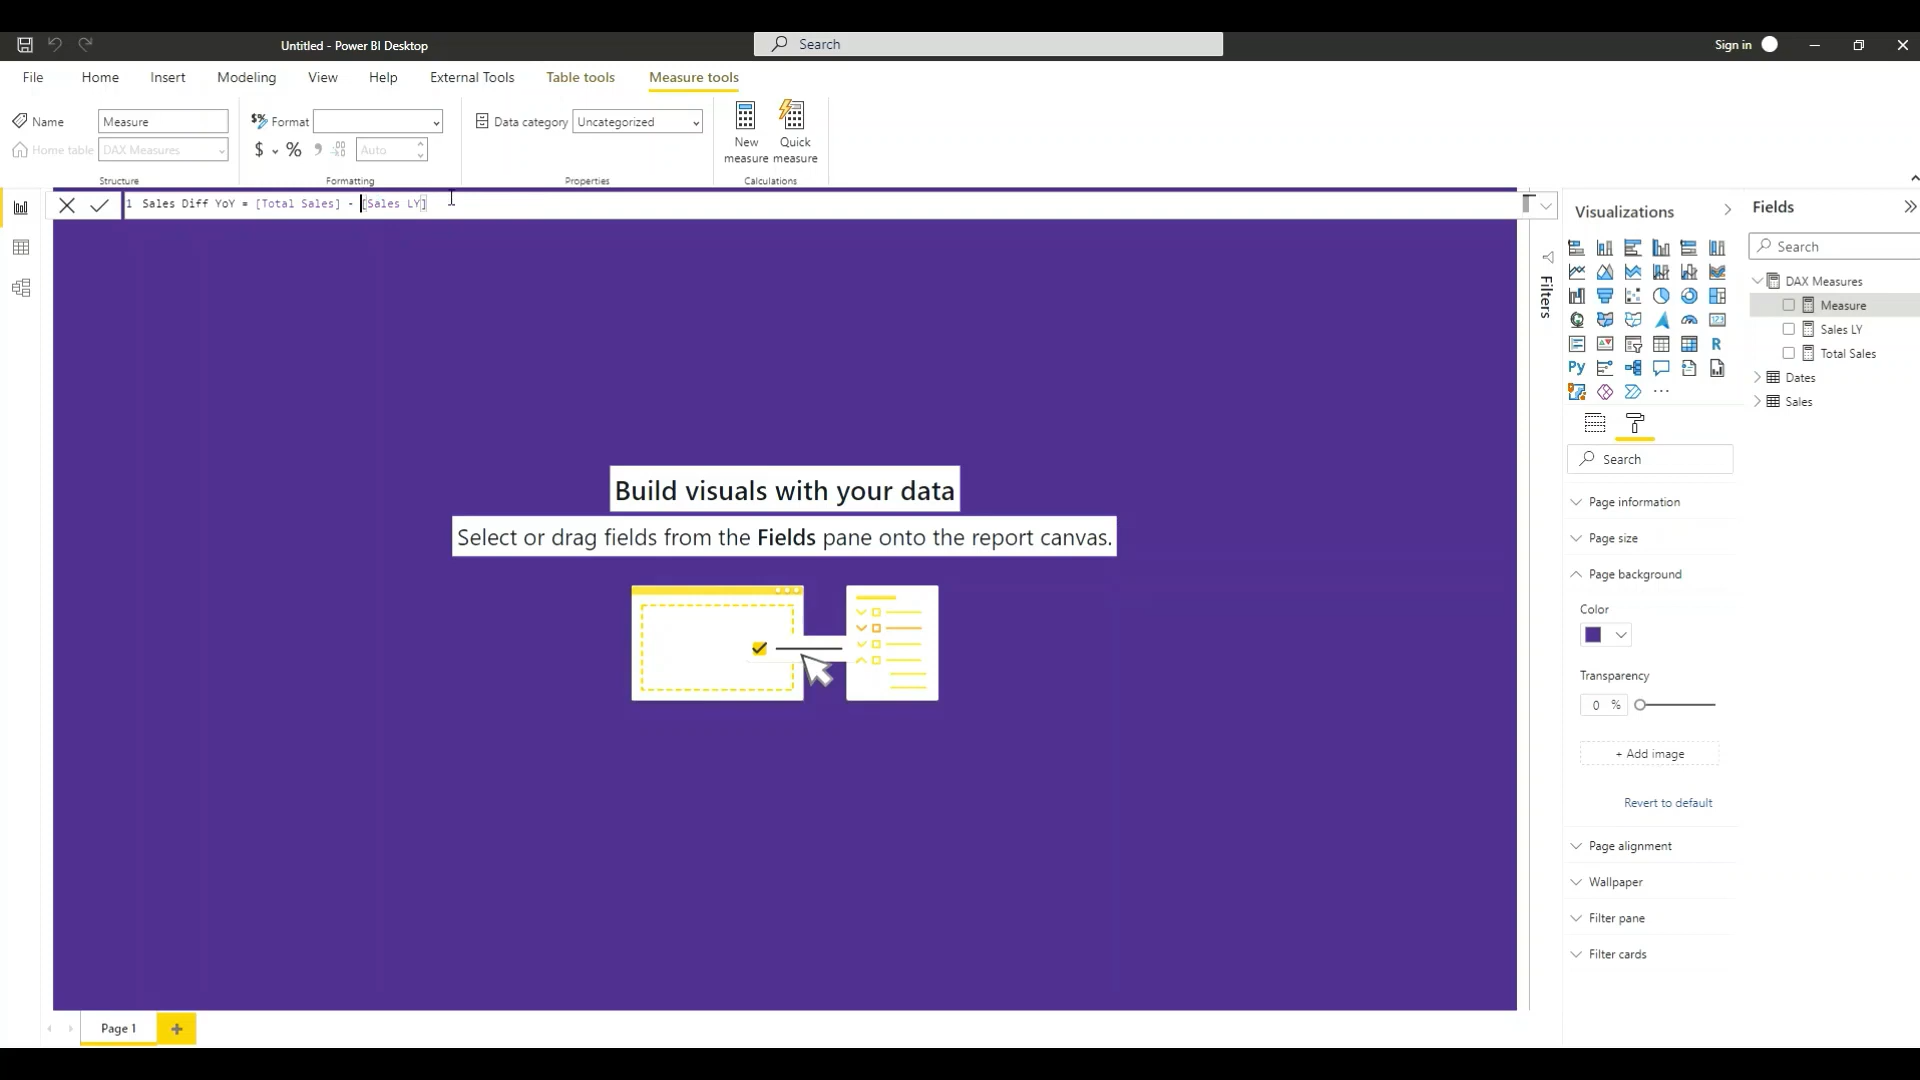 Untitled - Power BI Desktop
Search
Sign in
File Home Insert Modeling View Help External Tools Table tools Measure tools
Name Measure
Format
Data category Uncategorized
New measure
Quick measure
Home table DAX Measures
$ % Auto
Structure
Formatting
Properties
Calculations
1 Sales Diff YoY = [Total Sales] - [Sales LY]
Build visuals with your data
Select or drag fields from the Fields pane onto the report canvas.
Page 1
Filters
Visualizations
R
Py
Search
Page information
Page size
Page background
Color
Transparency
0 %
+ Add image
Revert to default
Page alignment
Wallpaper
Filter pane
Filter cards
Fields
Search
DAX Measures
Measure
Sales LY
Total Sales
Dates
Sales